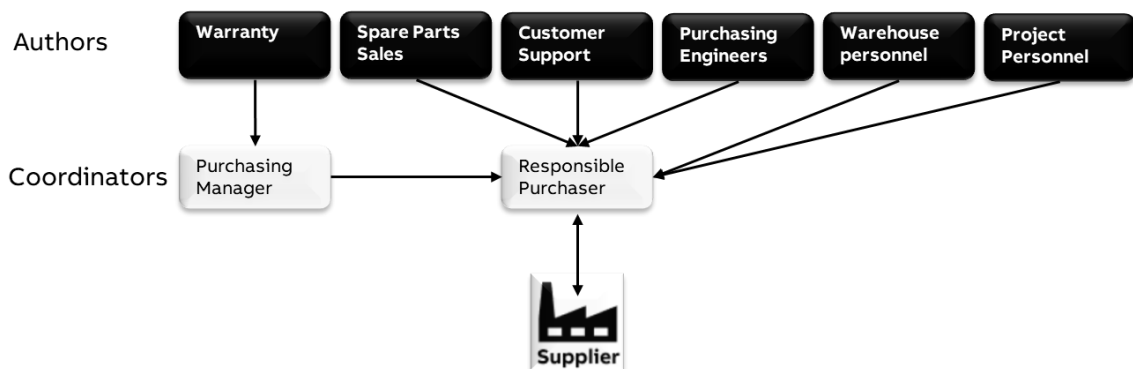 Authors
Warranty
Spare Parts
Sales
Customer
Support
Purchasing
Engineers
Warehouse
personnel
Project
Personnel
Coordinators
Purchasing
Manager
Responsible
Purchaser
Supplier